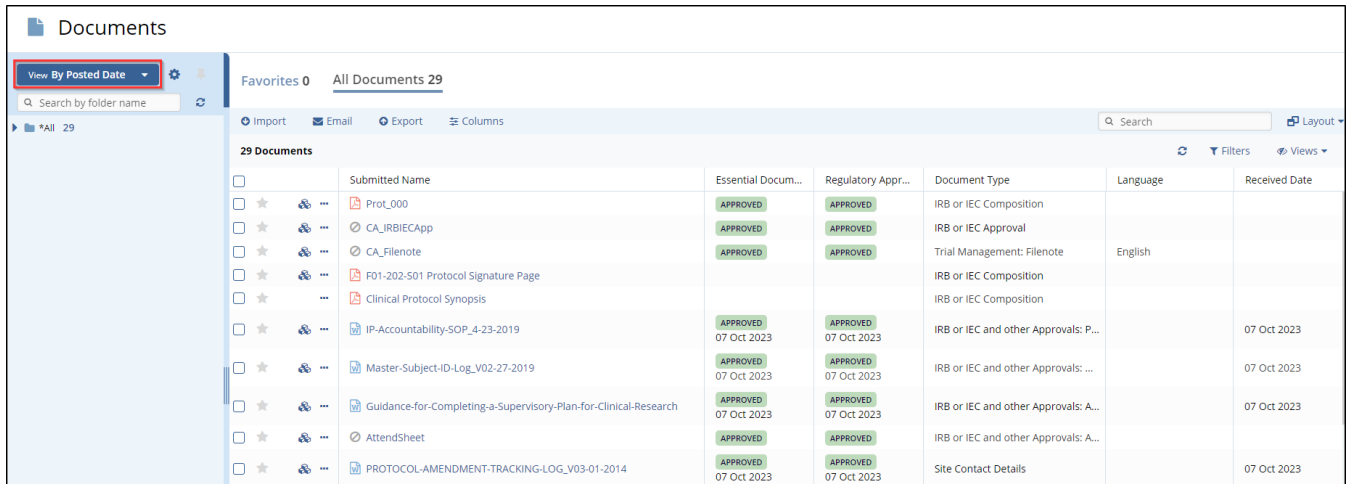 Documents
View By Posted Date
Search by folder name
*All 29
Favorites 0 All Documents 29
Import Email Export Columns Search Layout
29 Documents Filters Views
Submitted Name Essential Docum... Regulatory Appr... Document Type Language Received Date
Prot_000 APPROVED APPROVED IRB or IEC Composition
CA_IRBIECApp APPROVED APPROVED IRB or IEC Approval
CA_Filenote APPROVED APPROVED Trial Management: Filenote English
F01-202-S01 Protocol Signature Page IRB or IEC Composition
Clinical Protocol Synopsis IRB or IEC Composition
IP-Accountability-SOP_4-23-2019 APPROVED 07 Oct 2023 APPROVED 07 Oct 2023 IRB or IEC and other Approvals: P... 07 Oct 2023
Master-Subject-ID-Log_V02-27-2019 APPROVED 07 Oct 2023 APPROVED 07 Oct 2023 IRB or IEC and other Approvals: ... 07 Oct 2023
Guidance-for-Completing-a-Supervisory-Plan-for-Clinical-Research APPROVED 07 Oct 2023 APPROVED 07 Oct 2023 IRB or IEC and other Approvals: A... 07 Oct 2023
AttendSheet APPROVED APPROVED IRB or IEC and other Approvals: A...
PROTOCOL-AMENDMENT-TRACKING-LOG_V03-01-2014 APPROVED 07 Oct 2023 APPROVED 07 Oct 2023 Site Contact Details 07 Oct 2023